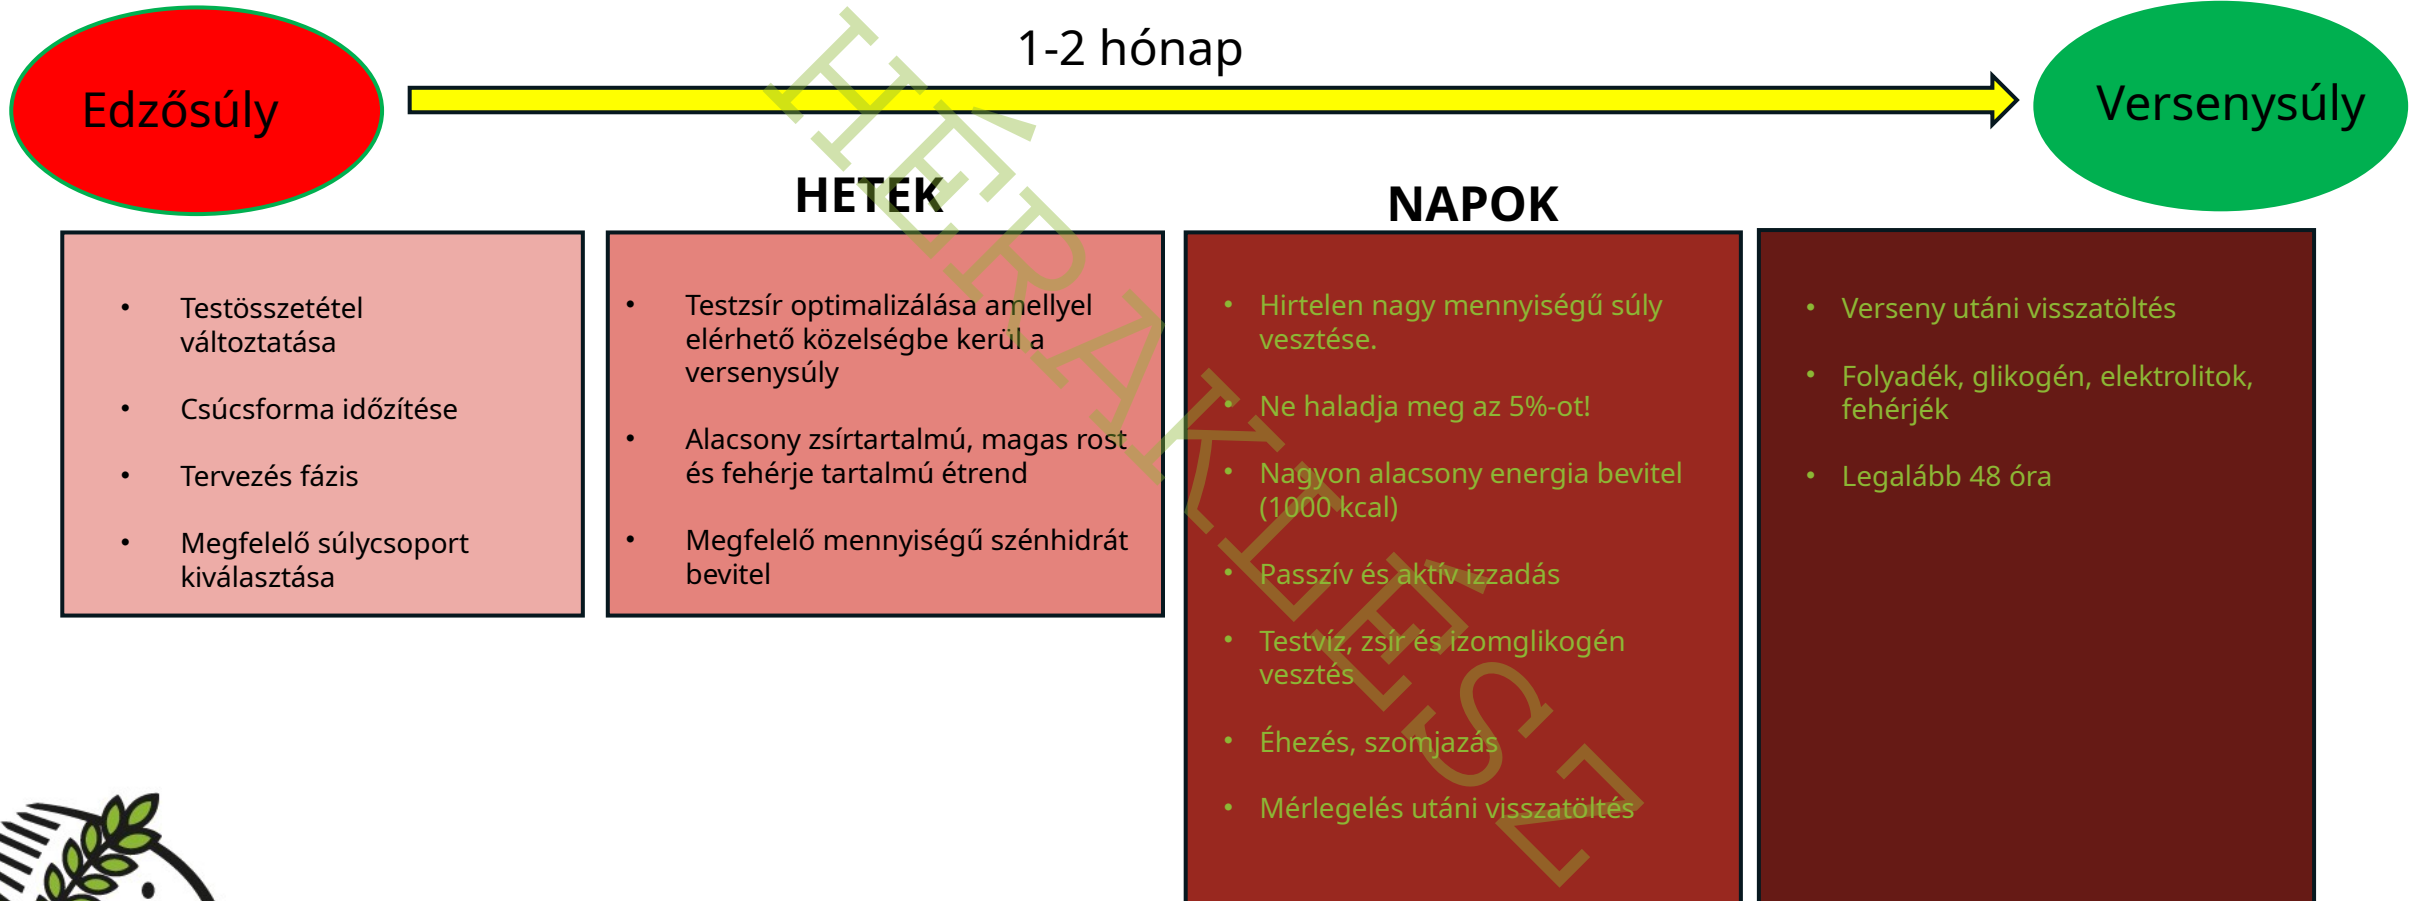 Edzősúly
1-2 hónap
Versenysúly
HETEK
NAPOK
• Testösszetétel
változtatása
• Csúcsforma időzítése
• Tervezés fázis
• Megfelelő súlycsoport
kiválasztása
• Testzsír optimalizálása amellyel
elérhető közelségbe kerül a
versenysúly
• Alacsony zsírtartalmú, magas rost
és fehérje tartalmú étrend
• Megfelelő mennyiségű szénhidrát
bevitel
• Hirtelen nagy mennyiségű súly
vesztése.
• Ne haladja meg az 5%-ot!
• Nagyon alacsony energia bevitel
(1000 kcal)
• Passzív és aktív izzadás
• Testvíz, zsír és izomglikogén
vesztés
• Éhezés, szomjazás
• Mérlegelés utáni visszatöltés
• Verseny utáni visszatöltés
• Folyadék, glikogén, elektrolitok,
fehérjék
• Legalább 48 óra
HÉRAKLÉSZ